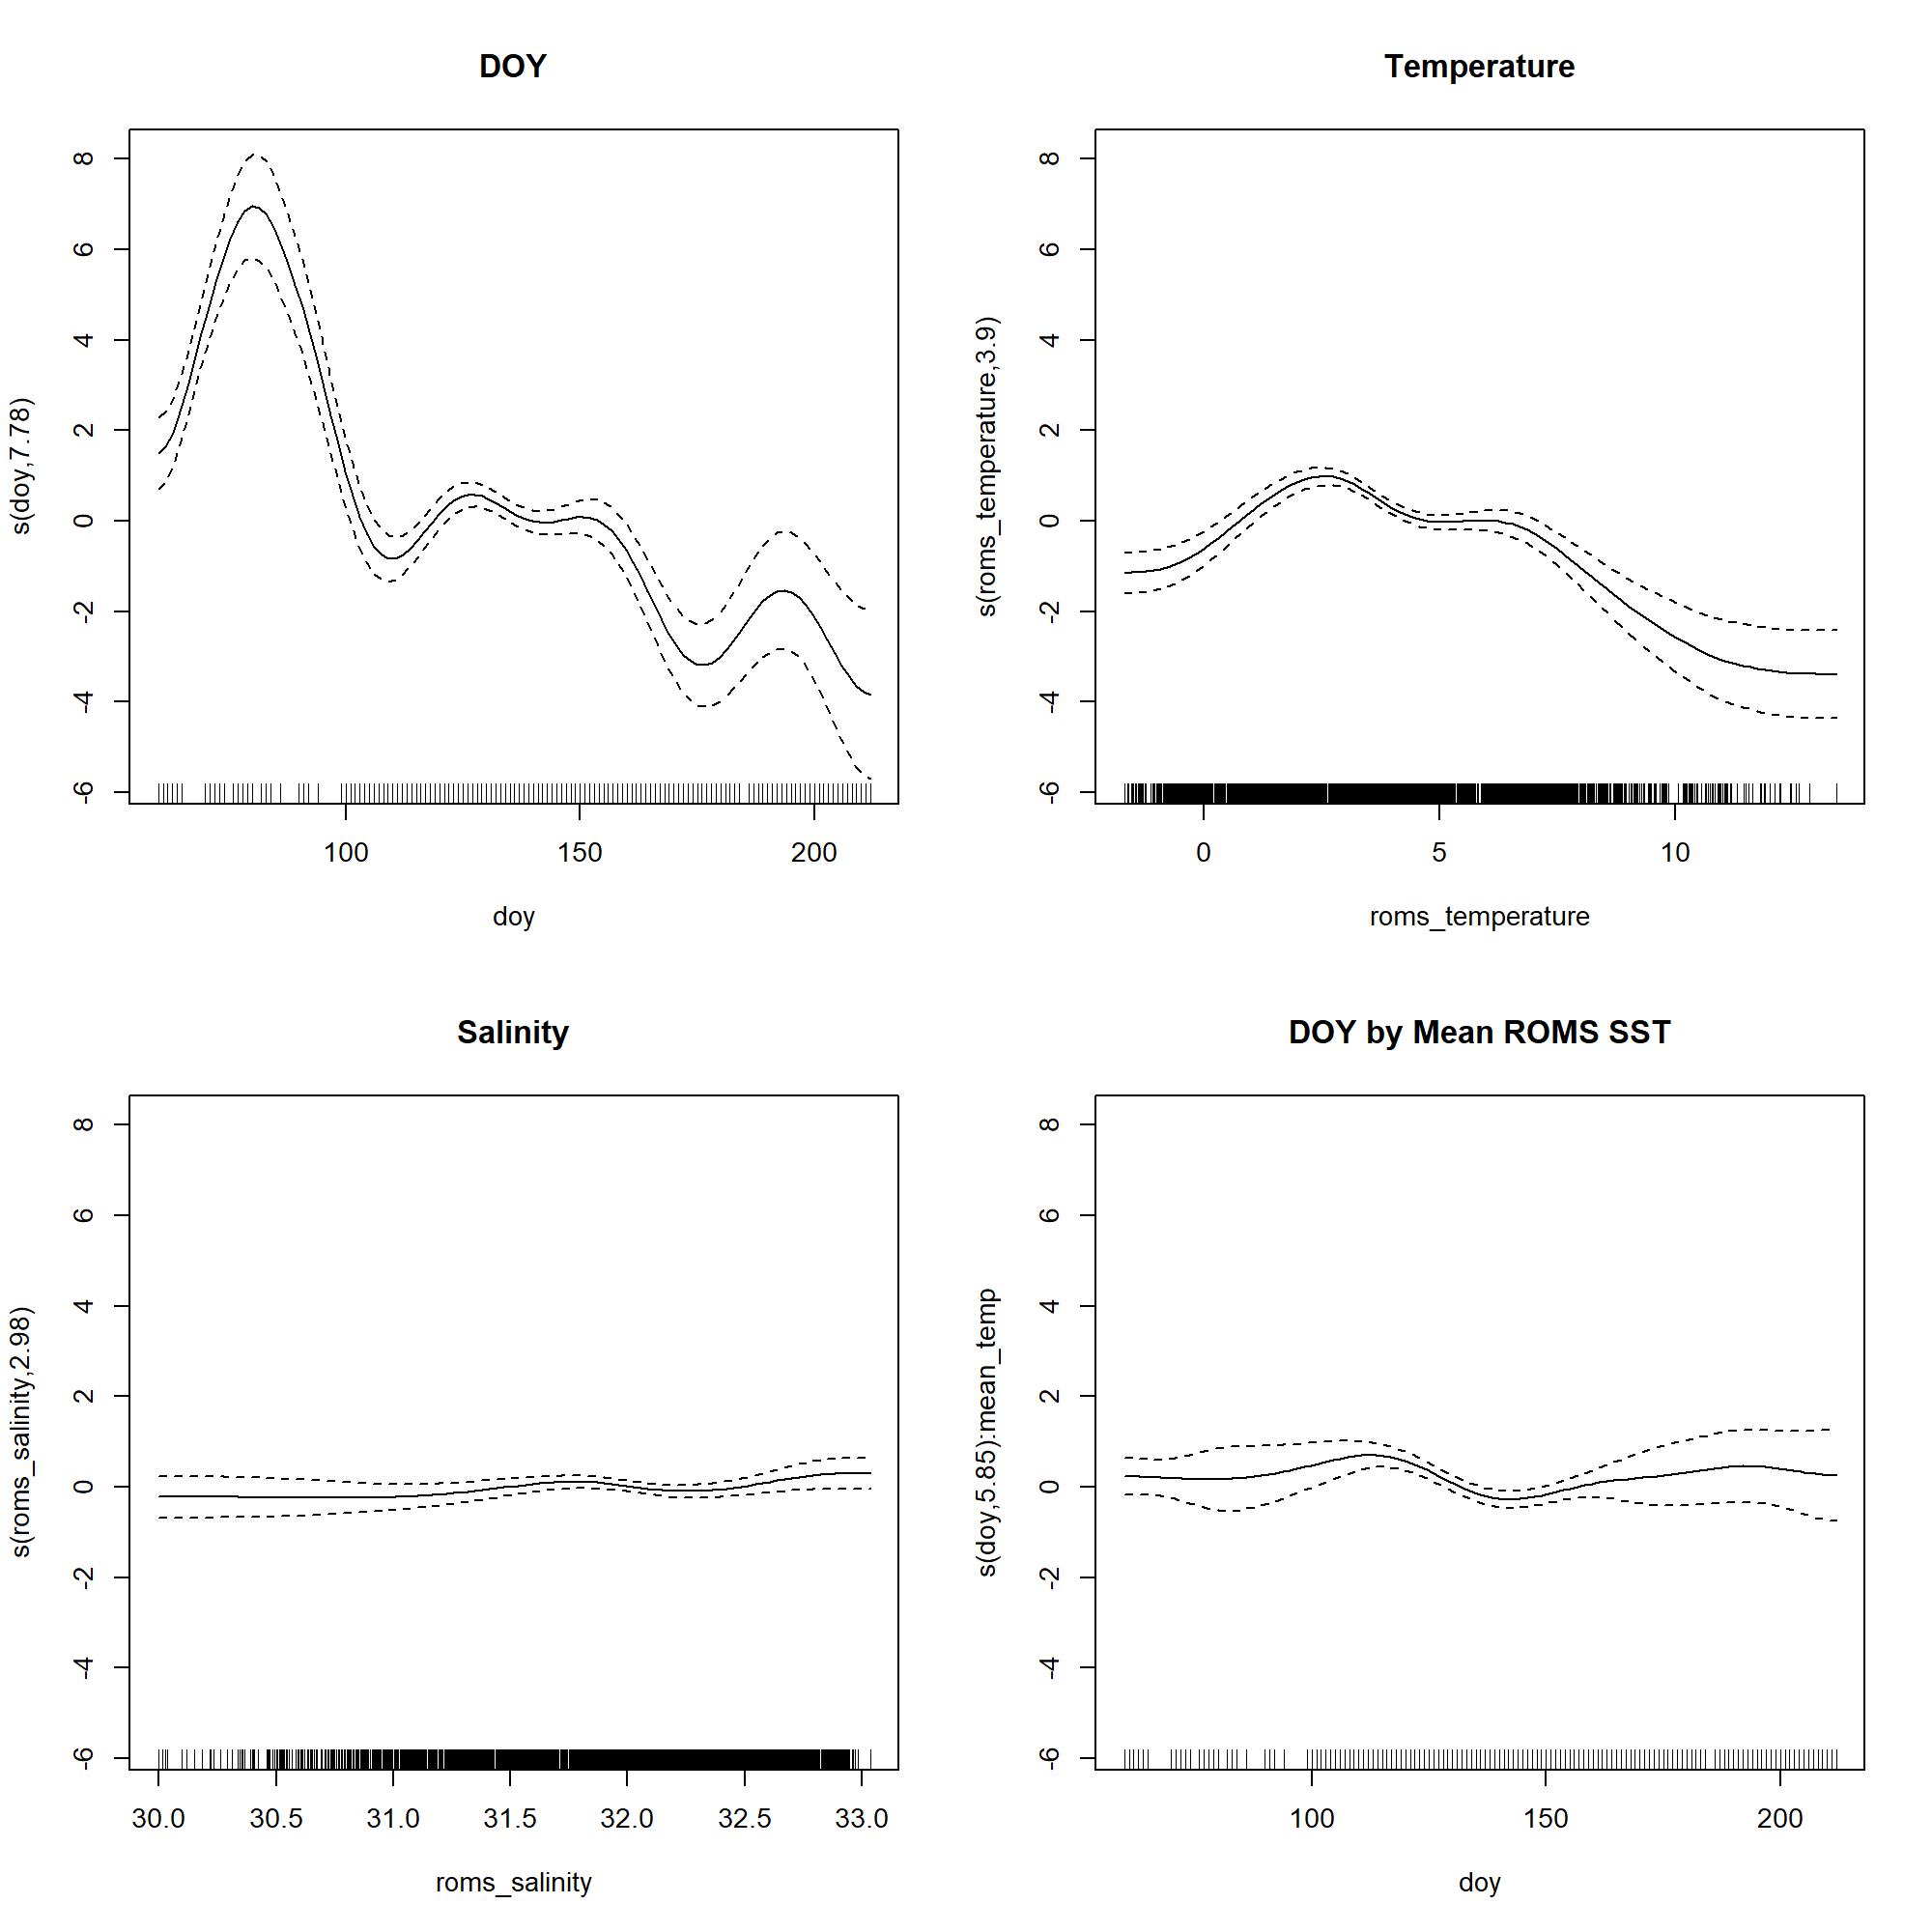 DOY
s(doy,7.78)
8
6
4
2
0
-2
-4
-6
100 150 200
doy
Temperature
s(roms_temperature,3.9)
8
6
4
2
0
-2
-4
-6
0 5 10
roms_temperature
Salinity
s(roms_salinity,2.98)
8
6
4
2
0
-2
-4
-6
30.0 30.5 31.0 31.5 32.0 32.5 33.0
roms_salinity
DOY by Mean ROMS SST
s(doy,5.85):mean_temp
8
6
4
2
0
-2
-4
-6
100 150 200
doy